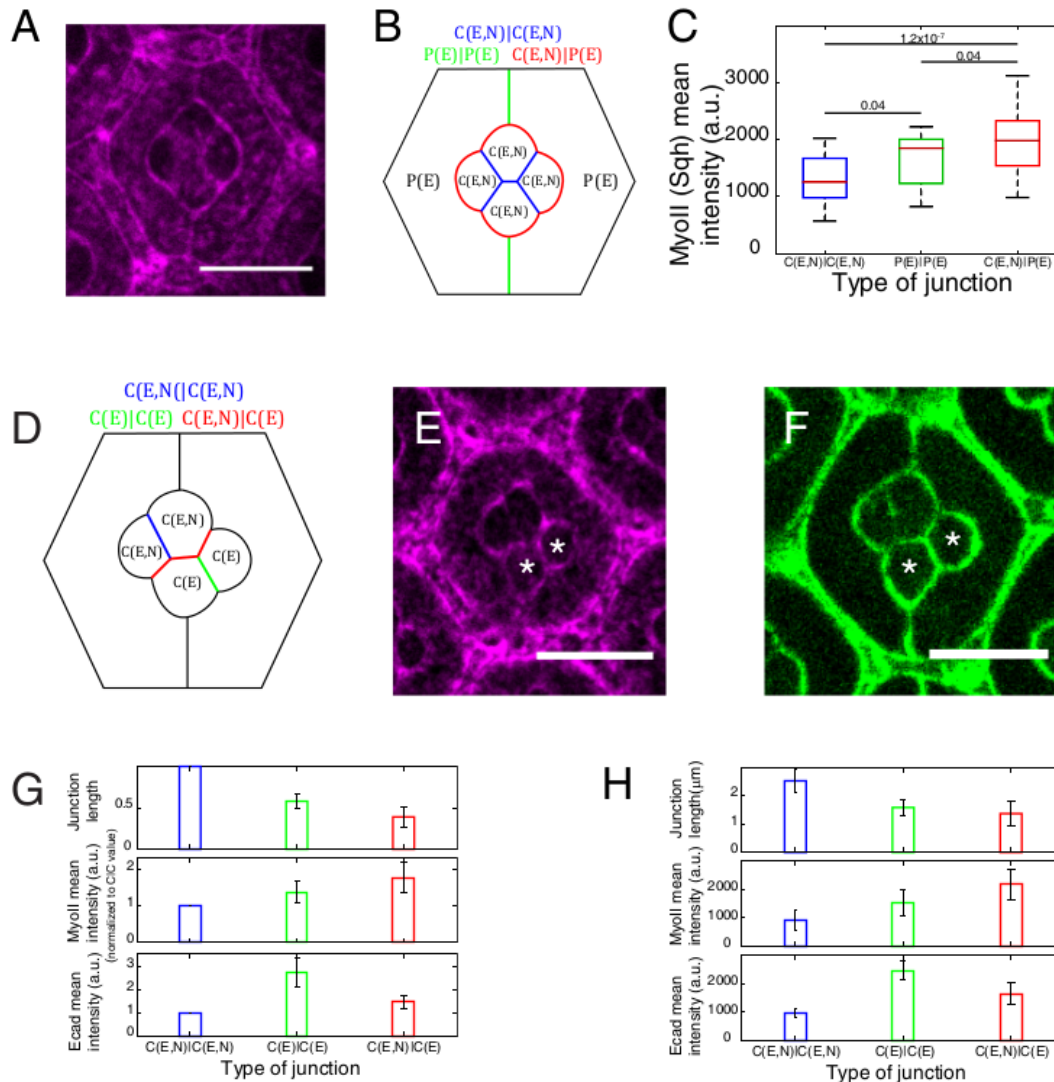 A
B
C(E,N)|C(E,N)
P(E)|P(E) C(E,N)|P(E)
C(E,N)
P(E) C(E,N) C(E,N) P(E)
C(E,N)
C
MyoII (Sqh) mean
intensity (a.u.)
3000
2000
1000
0
1.2x10⁻⁷
0.04
0.04
C(E,N)|C(E,N) P(E)|P(E) C(E,N)|P(E)
Type of junction
D
C(E,N(|C(E,N)
C(E)|C(E) C(E,N)|C(E)
C(E,N)
C(E,N) C(E)
C(E)
E
*
*
F
*
*
G
Junction
length
0.5
0
MyoII mean
intensity (a.u.)
(normalized to CIC value)
2
1
0
Ecad mean
intensity (a.u.)
3
2
1
0
C(E,N)|C(E,N) C(E)|C(E) C(E,N)|C(E)
Type of junction
H
Junction
length(μm)
2
1
0
MyoII mean
intensity (a.u.)
2000
1000
0
Ecad mean
intensity (a.u.)
2000
1000
0
C(E,N)|C(E,N) C(E)|C(E) C(E,N)|C(E)
Type of junction